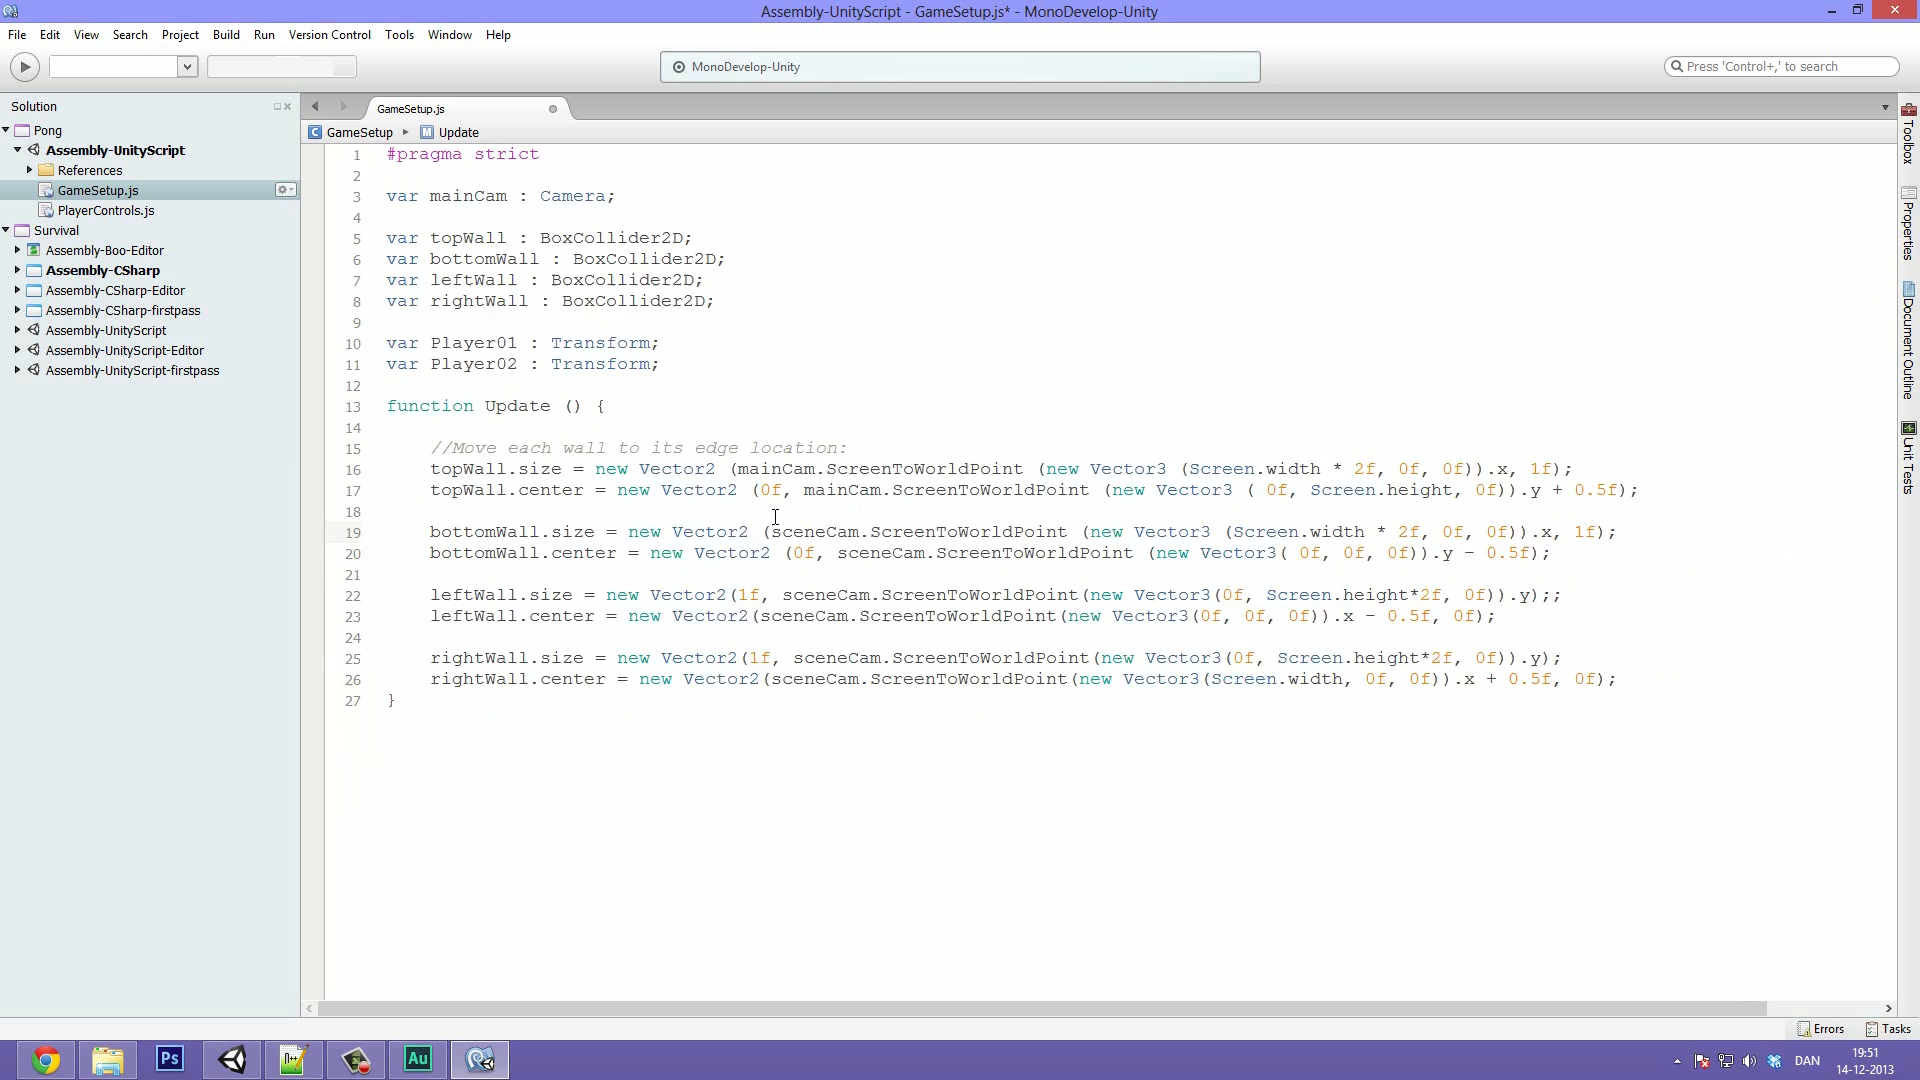 Assembly-UnityScript - GameSetup.js* - MonoDevelop-Unity
File Edit View Search Project Build Run Version Control Tools Window Help
MonoDevelop-Unity
Press 'Control+,' to search
Solution
Pong
Assembly-UnityScript
References
GameSetup.js
PlayerControls.js
Survival
Assembly-Boo-Editor
Assembly-CSharp
Assembly-CSharp-Editor
Assembly-CSharp-firstpass
Assembly-UnityScript
Assembly-UnityScript-Editor
Assembly-UnityScript-firstpass
GameSetup.js
GameSetup Update
1 #pragma strict
2
3 var mainCam : Camera;
4
5 var topWall : BoxCollider2D;
6 var bottomWall : BoxCollider2D;
7 var leftWall : BoxCollider2D;
8 var rightWall : BoxCollider2D;
9
10 var Player01 : Transform;
11 var Player02 : Transform;
12
13 function Update () {
14
15 //Move each wall to its edge location:
16 topWall.size = new Vector2 (mainCam.ScreenToWorldPoint (new Vector3 (Screen.width * 2f, 0f, 0f)).x, 1f);
17 topWall.center = new Vector2 (0f, mainCam.ScreenToWorldPoint (new Vector3 ( 0f, Screen.height, 0f)).y + 0.5f);
18
19 bottomWall.size = new Vector2 (sceneCam.ScreenToWorldPoint (new Vector3 (Screen.width * 2f, 0f, 0f)).x, 1f);
20 bottomWall.center = new Vector2 (0f, sceneCam.ScreenToWorldPoint (new Vector3( 0f, 0f, 0f)).y - 0.5f);
21
22 leftWall.size = new Vector2(1f, sceneCam.ScreenToWorldPoint(new Vector3(0f, Screen.height*2f, 0f)).y);;
23 leftWall.center = new Vector2(sceneCam.ScreenToWorldPoint(new Vector3(0f, 0f, 0f)).x - 0.5f, 0f);
24
25 rightWall.size = new Vector2(1f, sceneCam.ScreenToWorldPoint(new Vector3(0f, Screen.height*2f, 0f)).y);
26 rightWall.center = new Vector2(sceneCam.ScreenToWorldPoint(new Vector3(Screen.width, 0f, 0f)).x + 0.5f, 0f);
27 }
Toolbox
Properties
Document Outline
Unit Tests
Errors Tasks
Ps
Au
DAN
19:51
14-12-2013